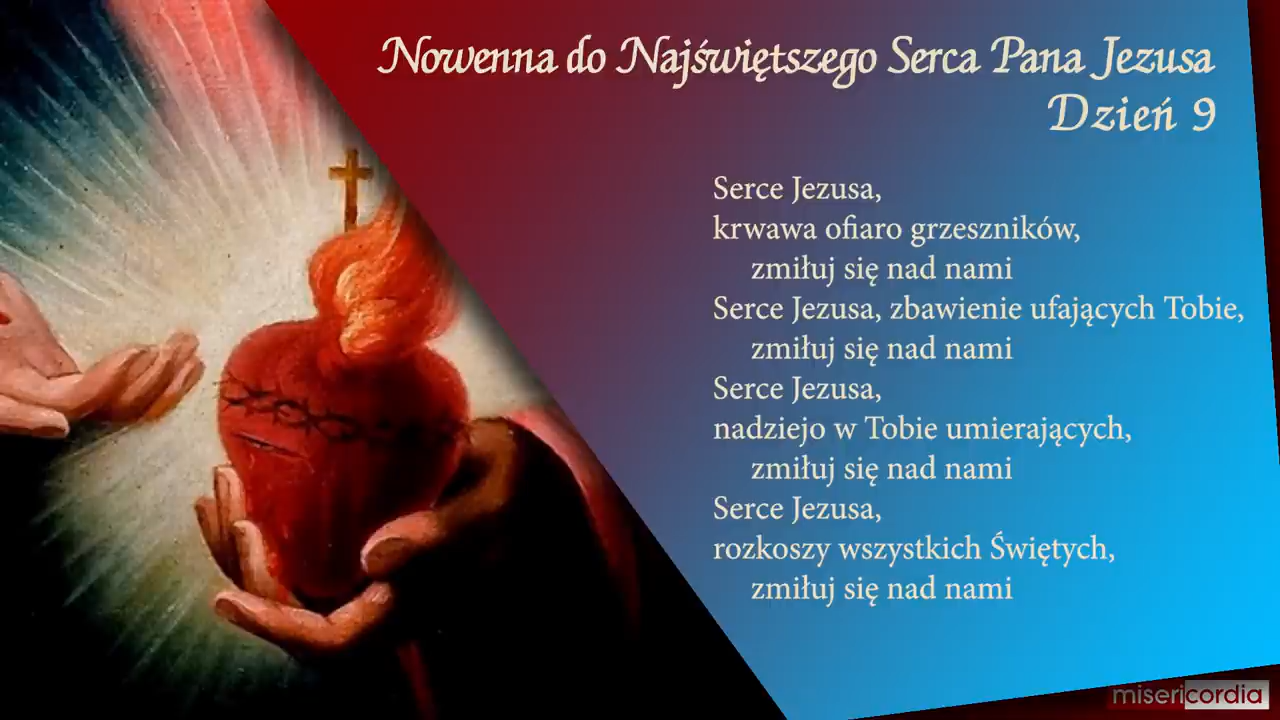 Nowenna do Najświętszego Serca Pana Jezusa
Dzień 9
Serce Jezusa,
krwawa ofiaro grzeszników,
zmiłuj się nad nami
Serce Jezusa, zbawienie ufających Tobie,
zmiłuj się nad nami
Serce Jezusa,
nadziejo w Tobie umierających,
zmiłuj się nad nami
Serce Jezusa,
rozkoszy wszystkich Świętych,
zmiłuj się nad nami
misericordia